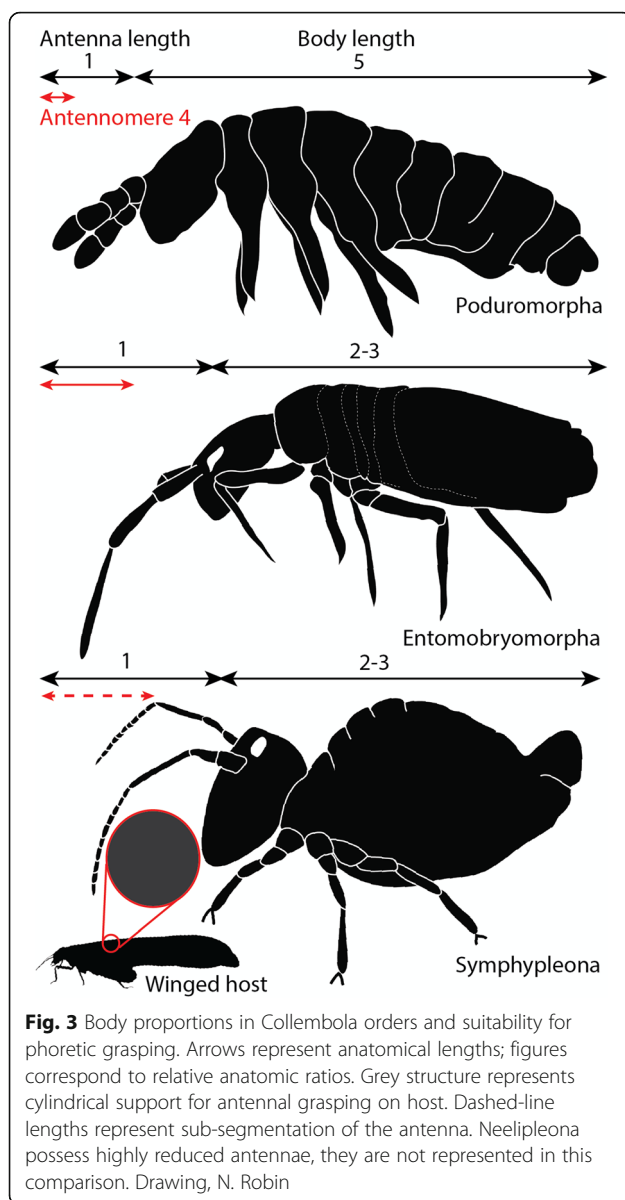 Antenna length Body length
1 5
Antennomere 4
Poduromorpha
1 2-3
Entomobryomorpha
1 2-3
Symphypleona
Winged host
Fig. 3 Body proportions in Collembola orders and suitability for
phoretic grasping. Arrows represent anatomical lengths; figures
correspond to relative anatomic ratios. Grey structure represents
cylindrical support for antennal grasping on host. Dashed-line
lengths represent sub-segmentation of the antenna. Neelipleona
possess highly reduced antennae, they are not represented in this
comparison. Drawing, N. Robin